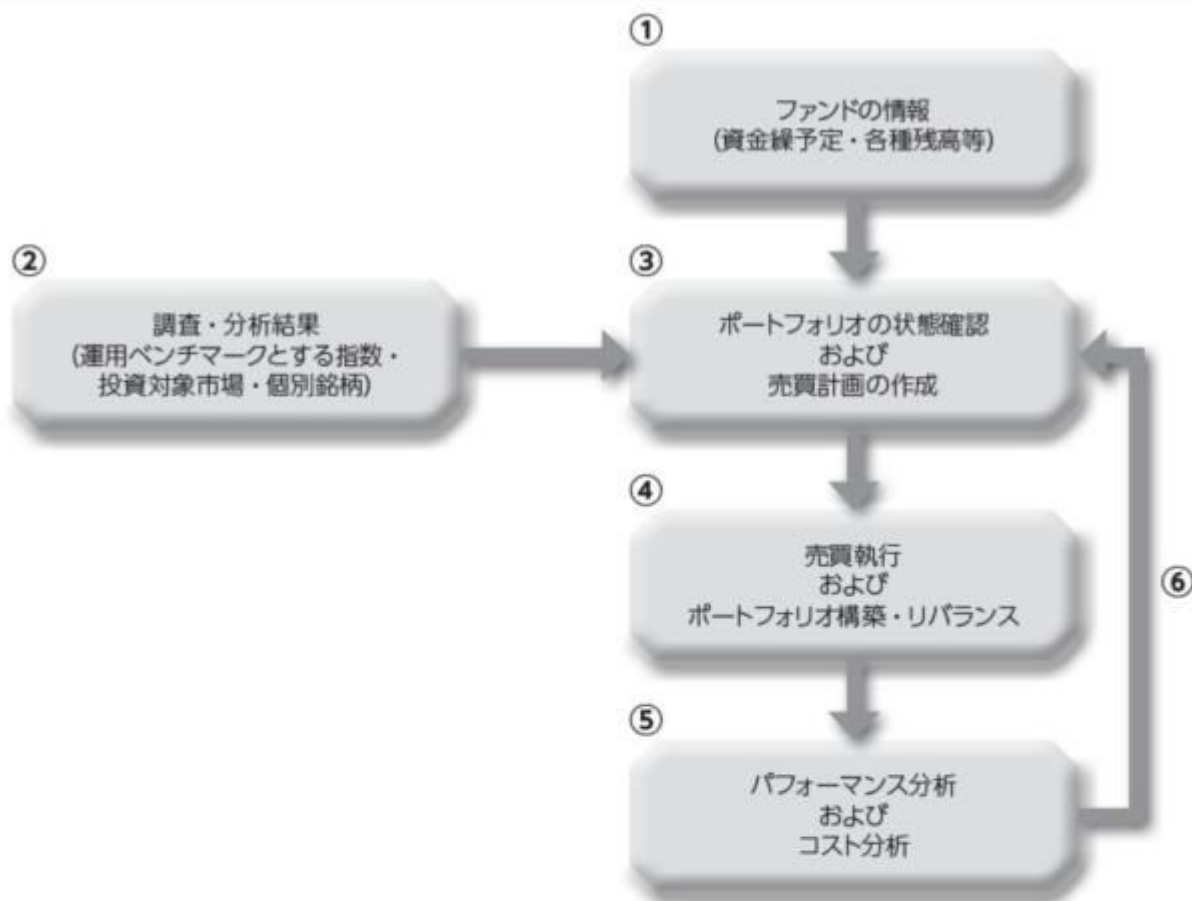 ①
ファンドの情報
(資金繰予定・各種残高等)
②
調査・分析結果
(運用ベンチマークとする指数・
投資対象市場・個別銘柄)
③
ポートフォリオの状態確認
および
売買計画の作成
④
売買執行
および
ポートフォリオ構築・リバランス
⑥
⑤
パフォーマンス分析
および
コスト分析